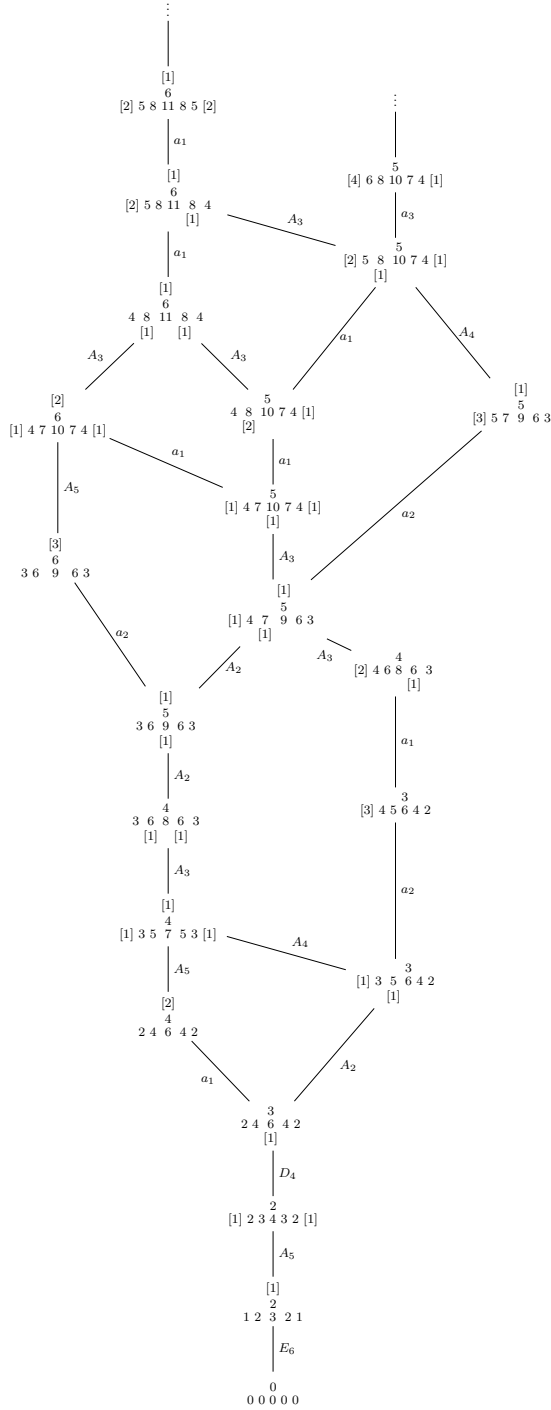 ⋮
[1]
6
[2] 5 8 11 8 5 [2]
⋮
a1
5
[4] 6 8 10 7 4 [1]
[1]
6
[2] 5 8 11 8 4
[1]
a3
A3
5
[2] 5 8 10 7 4 [1]
[1]
a1
[1]
6
4 8 11 8 4
[1] [1]
a1
A4
A3
A3
[1]
5
[3] 5 7 9 6 3
[2]
6
[1] 4 7 10 7 4 [1]
5
4 8 10 7 4 [1]
[2]
a1
a1
A5
5
[1] 4 7 10 7 4 [1]
[1]
a2
[3]
6
3 6 9 6 3
A3
[1]
5
[1] 4 7 9 6 3
[1]
a2
A2
A3
4
[2] 4 6 8 6 3
[1]
[1]
5
3 6 9 6 3
[1]
a1
A2
3
[3] 4 5 6 4 2
4
3 6 8 6 3
[1] [1]
A3
a2
[1]
4
[1] 3 5 7 5 3 [1]
A4
A5
3
[1] 3 5 6 4 2
[1]
[2]
4
2 4 6 4 2
a1
A2
3
2 4 6 4 2
[1]
D4
2
[1] 2 3 4 3 2 [1]
A5
[1]
2
1 2 3 2 1
E6
0
0 0 0 0 0